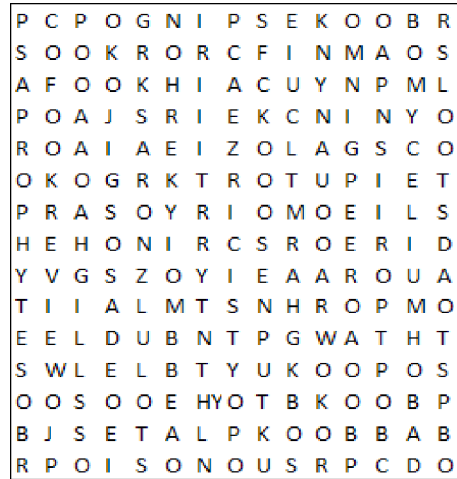 P C P O G N I P S E K O O B R
S O O K R O R C F I N M A O S
A F O O K H I A C U Y N P M L
P O A J S R I E K C N I N Y O
R O A I A E I Z O L A G S C O
O K O G R K T R O T U P I E T
P R A S O Y R I O M O E I L S
H E H O N I R C S R O E R I D
Y V G S Z O Y I E A A R O U A
T I I A L M T S N H R O P M O
E E L D U B N T P G W A T H T
S W L E L B T Y U K O O P O S
O O S O O E H Y O T B K O O B P
B J S E T A L P K O O B B A B
R P O I S O N O U S R P C D O